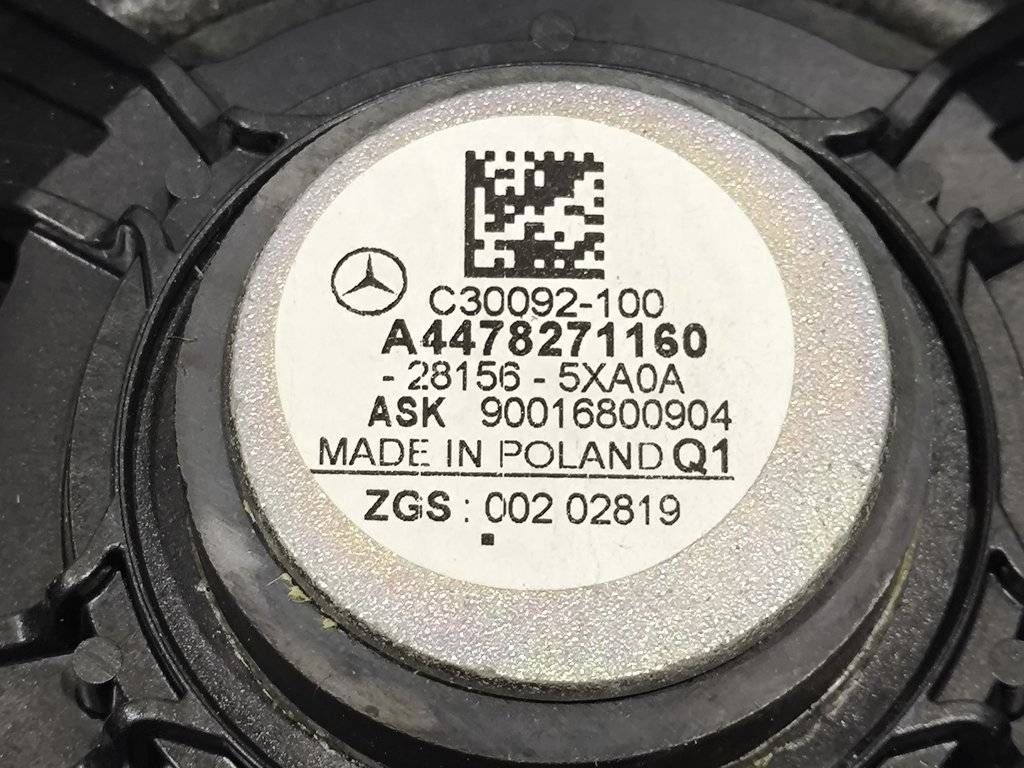 C30092-100
A4478271160
- 28156 - 5XA0A
ASK 90016800904
MADE IN POLAND Q1
ZGS : 002 02819